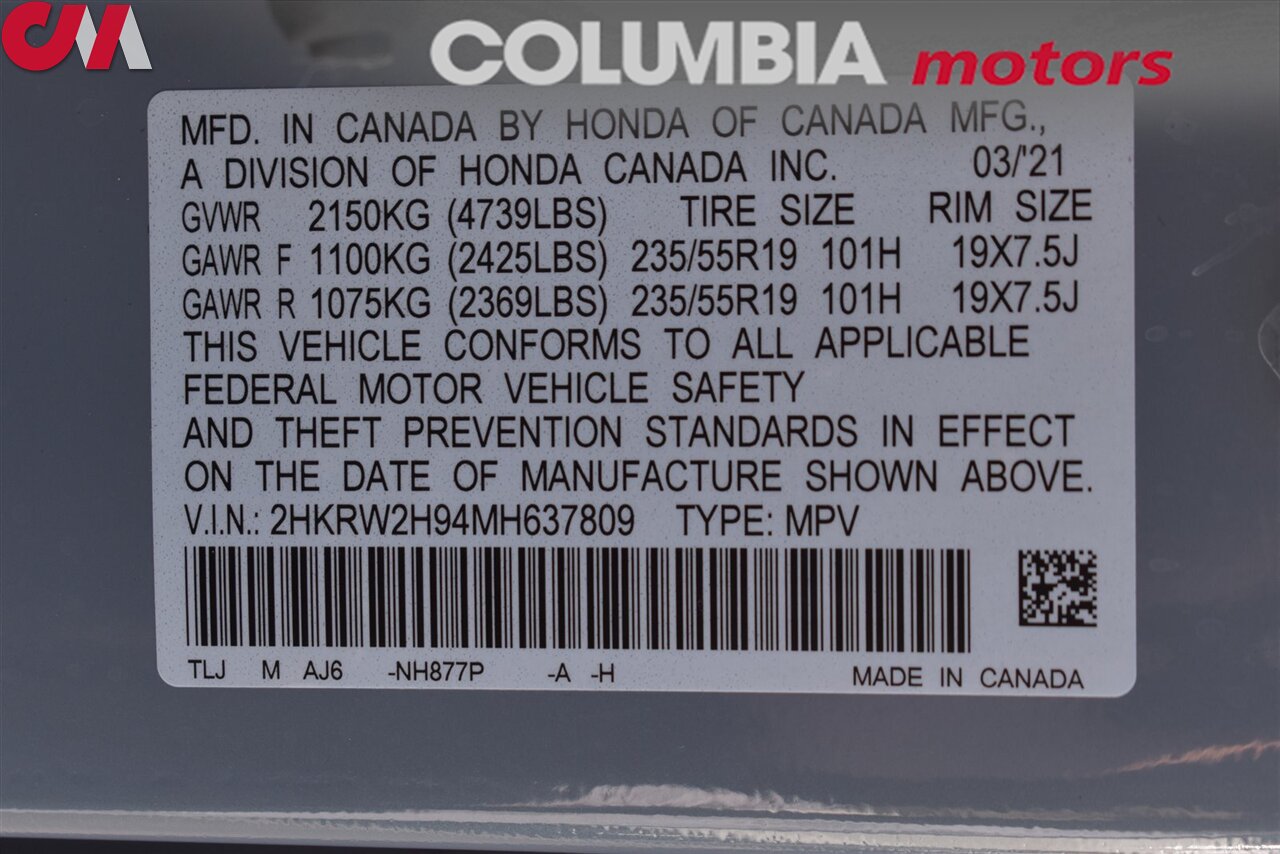 CM
COLUMBIA motors
MFD. IN CANADA BY HONDA OF CANADA MFG.,
A DIVISION OF HONDA CANADA INC. 03/'21
GVWR 2150KG (4739LBS) TIRE SIZE RIM SIZE
GAWR F 1100KG (2425LBS) 235/55R19 101H 19X7.5J
GAWR R 1075KG (2369LBS) 235/55R19 101H 19X7.5J
THIS VEHICLE CONFORMS TO ALL APPLICABLE
FEDERAL MOTOR VEHICLE SAFETY
AND THEFT PREVENTION STANDARDS IN EFFECT
ON THE DATE OF MANUFACTURE SHOWN ABOVE.
V.I.N.: 2HKRW2H94MH637809 TYPE: MPV
TLJ M AJ6 -NH877P -A -H MADE IN CANADA